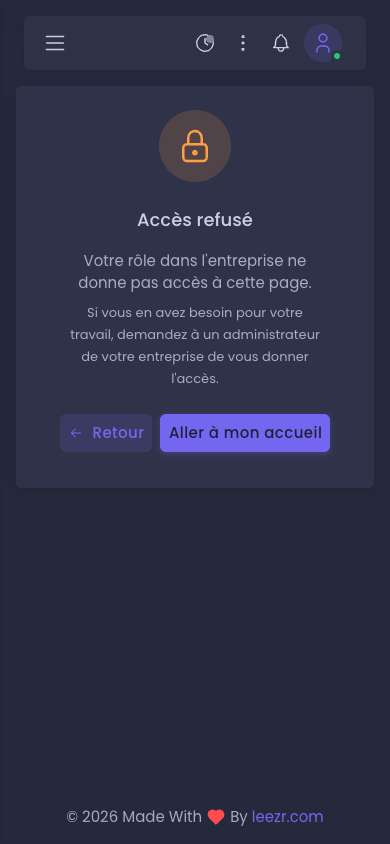 Accès refusé
Votre rôle dans l'entreprise ne
donne pas accès à cette page.
Si vous en avez besoin pour votre
travail, demandez à un administrateur
de votre entreprise de vous donner
l'accès.
← Retour
Aller à mon accueil
© 2026 Made With ❤ By leezr.com